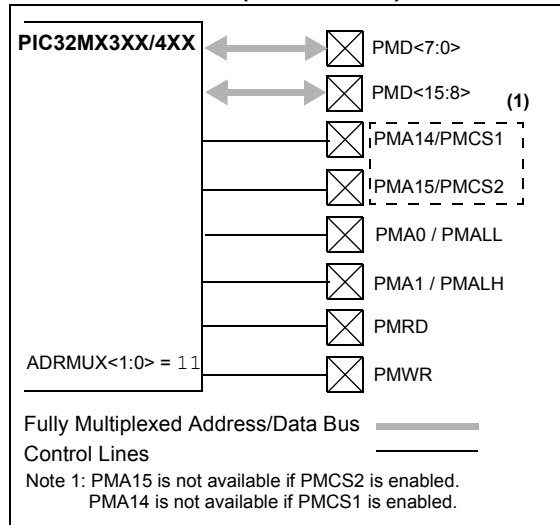 PIC32MX3XX/4XX
PMD<7:0>
PMD<15:8>
(1)
PMA14/PMCS1
PMA15/PMCS2
PMA0 / PMALL
PMA1 / PMALH
PMRD
ADRMUX<1:0> = 11
PMWR
Fully Multiplexed Address/Data Bus
Control Lines
Note 1: PMA15 is not available if PMCS2 is enabled.
PMA14 is not available if PMCS1 is enabled.